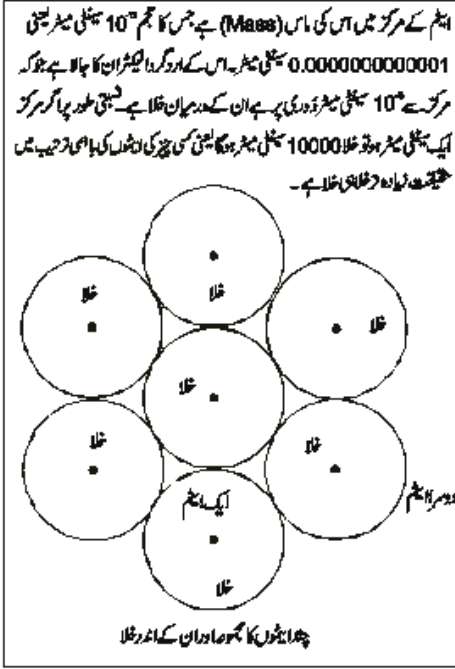 ایٹم کے مرکز میں اس کی ماس (Mass) ہے جس کا حجم 10 سینٹی میٹر یعنی
0.0000000000001 سینٹی میٹر۔ اس کے اردگرد الیکٹران کا جالا ہے جو کہ
مرکز سے 10 سینٹی میٹر دوری پر ہے ان کے درمیان خلا ہے۔ نسبتی طور پر اگر مرکز
ایک سینٹی میٹر ہو تو خلا 10000 سینٹی میٹر ہوگا یعنی کسی چیز کی ایٹموں کی باہمی ترتیب میں
حقیقت زیادہ تر خلا ہی خلا ہے۔
خلا
خلا
خلا
خلا
خلا
خلا
دوسرا ایٹم
ایک ایٹم
خلا
چند ایٹموں کا مجموعہ اور ان کے اندر خلا